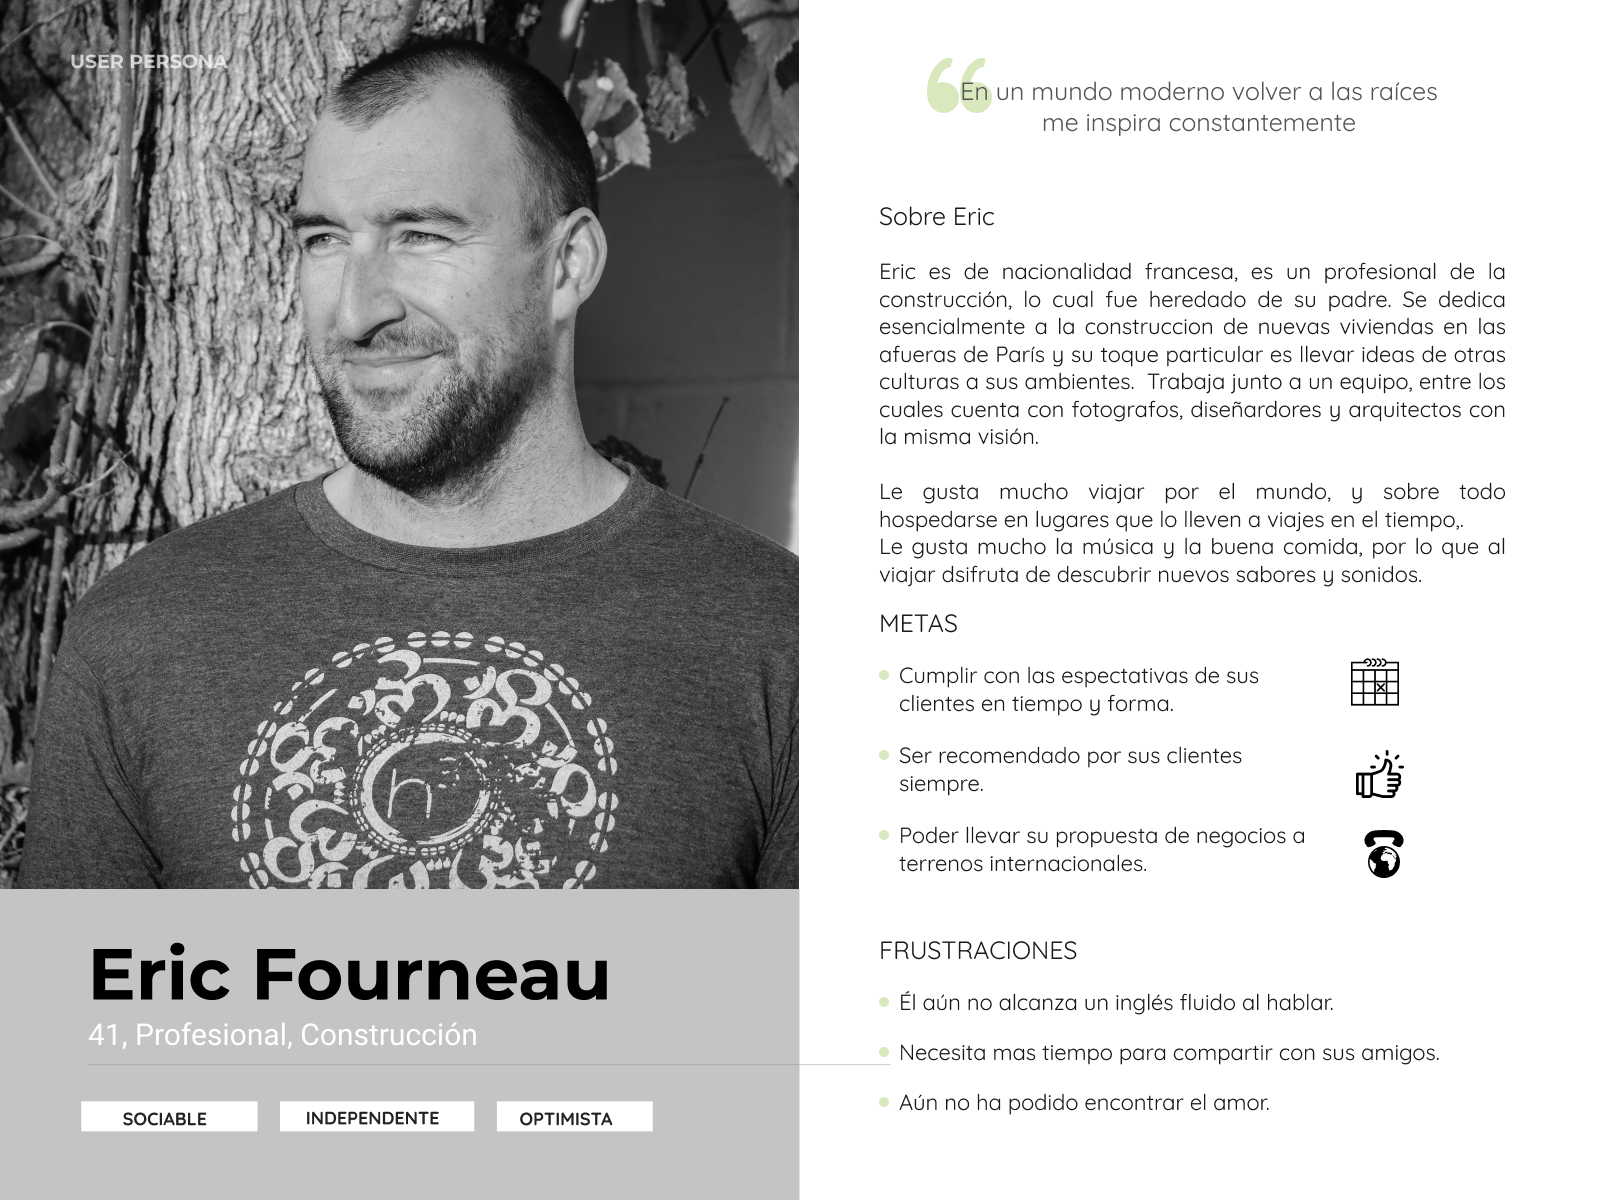 USER PERSONA
Eric Fourneau
41, Profesional, Construcción
SOCIABLE
INDEPENDENTE
OPTIMISTA
En un mundo moderno volver a las raíces
me inspira constantemente
Sobre Eric
Eric es de nacionalidad francesa, es un profesional de la
construcción, lo cual fue heredado de su padre. Se dedica
esencialmente a la construccion de nuevas viviendas en las
afueras de París y su toque particular es llevar ideas de otras
culturas a sus ambientes. Trabaja junto a un equipo, entre los
cuales cuenta con fotografos, diseñardores y arquitectos con
la misma visión.
Le gusta mucho viajar por el mundo, y sobre todo
hospedarse en lugares que lo lleven a viajes en el tiempo,.
Le gusta mucho la música y la buena comida, por lo que al
viajar dsifruta de descubrir nuevos sabores y sonidos.
METAS
Cumplir con las espectativas de sus
clientes en tiempo y forma.
Ser recomendado por sus clientes
siempre.
Poder llevar su propuesta de negocios a
terrenos internacionales.
FRUSTRACIONES
Él aún no alcanza un inglés fluido al hablar.
Necesita mas tiempo para compartir con sus amigos.
Aún no ha podido encontrar el amor.